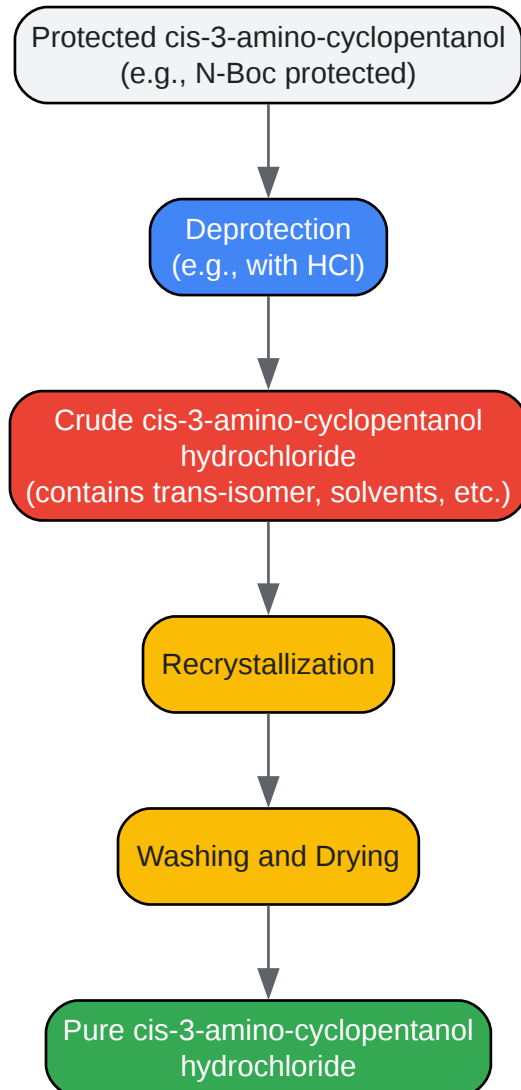 Protected cis-3-amino-cyclopentanol
(e.g., N-Boc protected)
Deprotection
(e.g., with HCl)
Crude cis-3-amino-cyclopentanol
hydrochloride
(contains trans-isomer, solvents, etc.)
Recrystallization
Washing and Drying
Pure cis-3-amino-cyclopentanol
hydrochloride